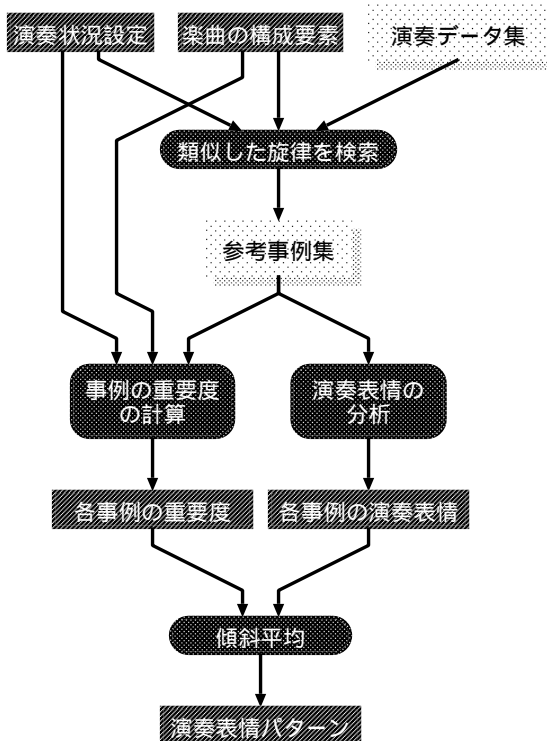 演奏状況設定
楽曲の構成要素
演奏データ集
類似した旋律を検索
参考事例集
事例の重要度
の計算
演奏表情の
分析
各事例の重要度
各事例の演奏表情
傾斜平均
演奏表情パターン